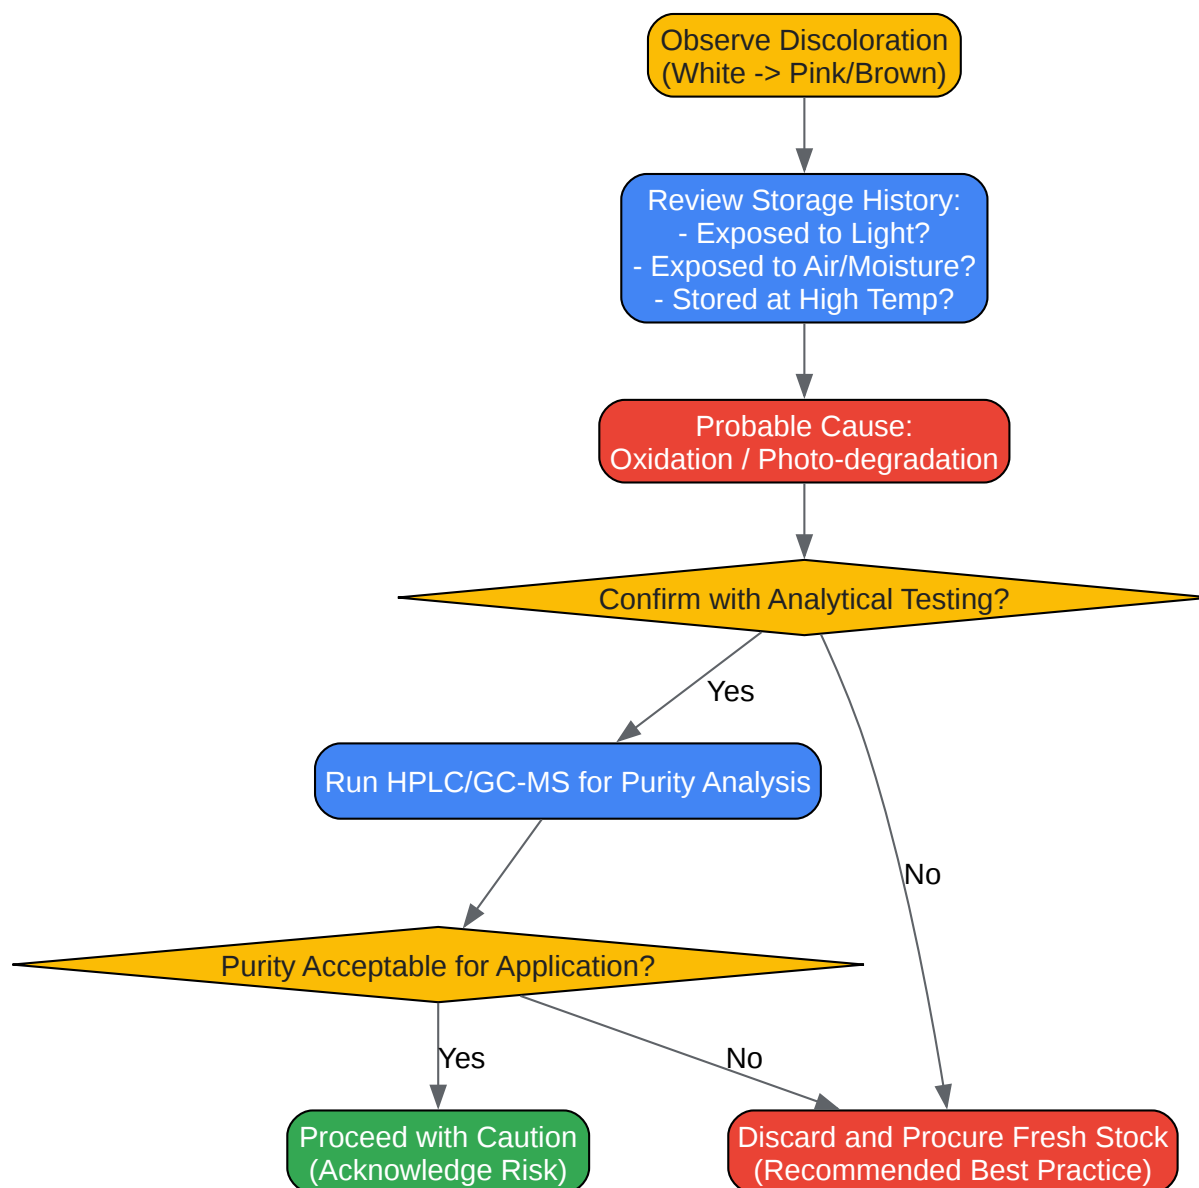 Observe Discoloration
(White -> Pink/Brown)
Review Storage History:
- Exposed to Light?
- Exposed to Air/Moisture?
- Stored at High Temp?
Probable Cause:
Oxidation / Photo-degradation
Confirm with Analytical Testing?
Yes
Run HPLC/GC-MS for Purity Analysis
No
Purity Acceptable for Application?
Yes
No
Proceed with Caution
(Acknowledge Risk)
Discard and Procure Fresh Stock
(Recommended Best Practice)